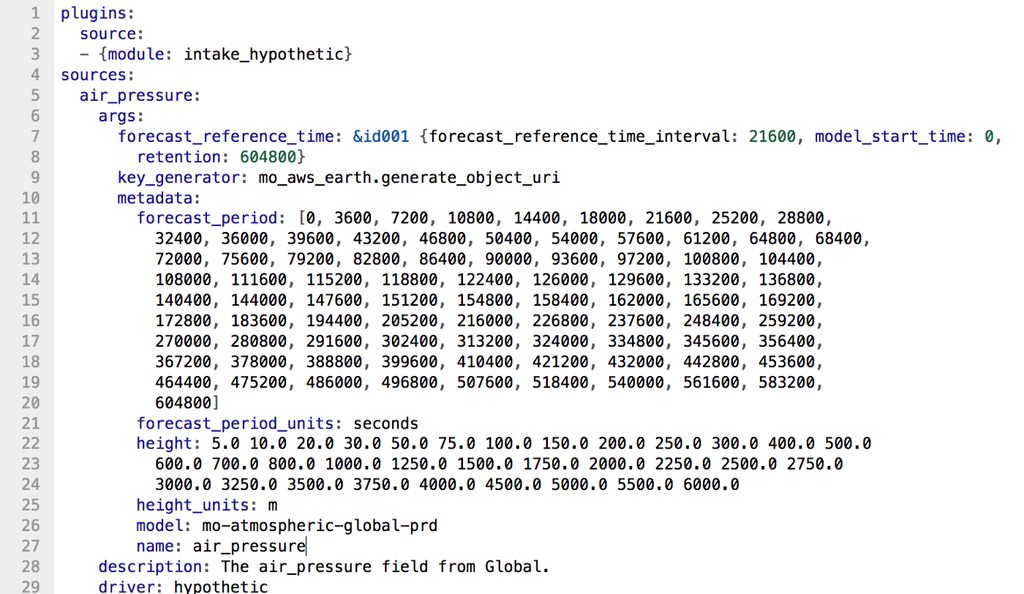 1 plugins:
2   source:
3   - {module: intake_hypothetic}
4 sources:
5   air_pressure:
6     args:
7       forecast_reference_time: &id001 {forecast_reference_time_interval: 21600, model_start_time: 0,
8         retention: 604800}
9       key_generator: mo_aws_earth.generate_object_uri
10       metadata:
11         forecast_period: [0, 3600, 7200, 10800, 14400, 18000, 21600, 25200, 28800,
12           32400, 36000, 39600, 43200, 46800, 50400, 54000, 57600, 61200, 64800, 68400,
13           72000, 75600, 79200, 82800, 86400, 90000, 93600, 97200, 100800, 104400,
14           108000, 111600, 115200, 118800, 122400, 126000, 129600, 133200, 136800,
15           140400, 144000, 147600, 151200, 154800, 158400, 162000, 165600, 169200,
16           172800, 183600, 194400, 205200, 216000, 226800, 237600, 248400, 259200,
17           270000, 280800, 291600, 302400, 313200, 324000, 334800, 345600, 356400,
18           367200, 378000, 388800, 399600, 410400, 421200, 432000, 442800, 453600,
19           464400, 475200, 486000, 496800, 507600, 518400, 540000, 561600, 583200,
20           604800]
21         forecast_period_units: seconds
22         height: 5.0 10.0 20.0 30.0 50.0 75.0 100.0 150.0 200.0 250.0 300.0 400.0 500.0
23           600.0 700.0 800.0 1000.0 1250.0 1500.0 1750.0 2000.0 2250.0 2500.0 2750.0
24           3000.0 3250.0 3500.0 3750.0 4000.0 4500.0 5000.0 5500.0 6000.0
25         height_units: m
26         model: mo-atmospheric-global-prd
27         name: air_pressure
28     description: The air_pressure field from Global.
29     driver: hypothetic